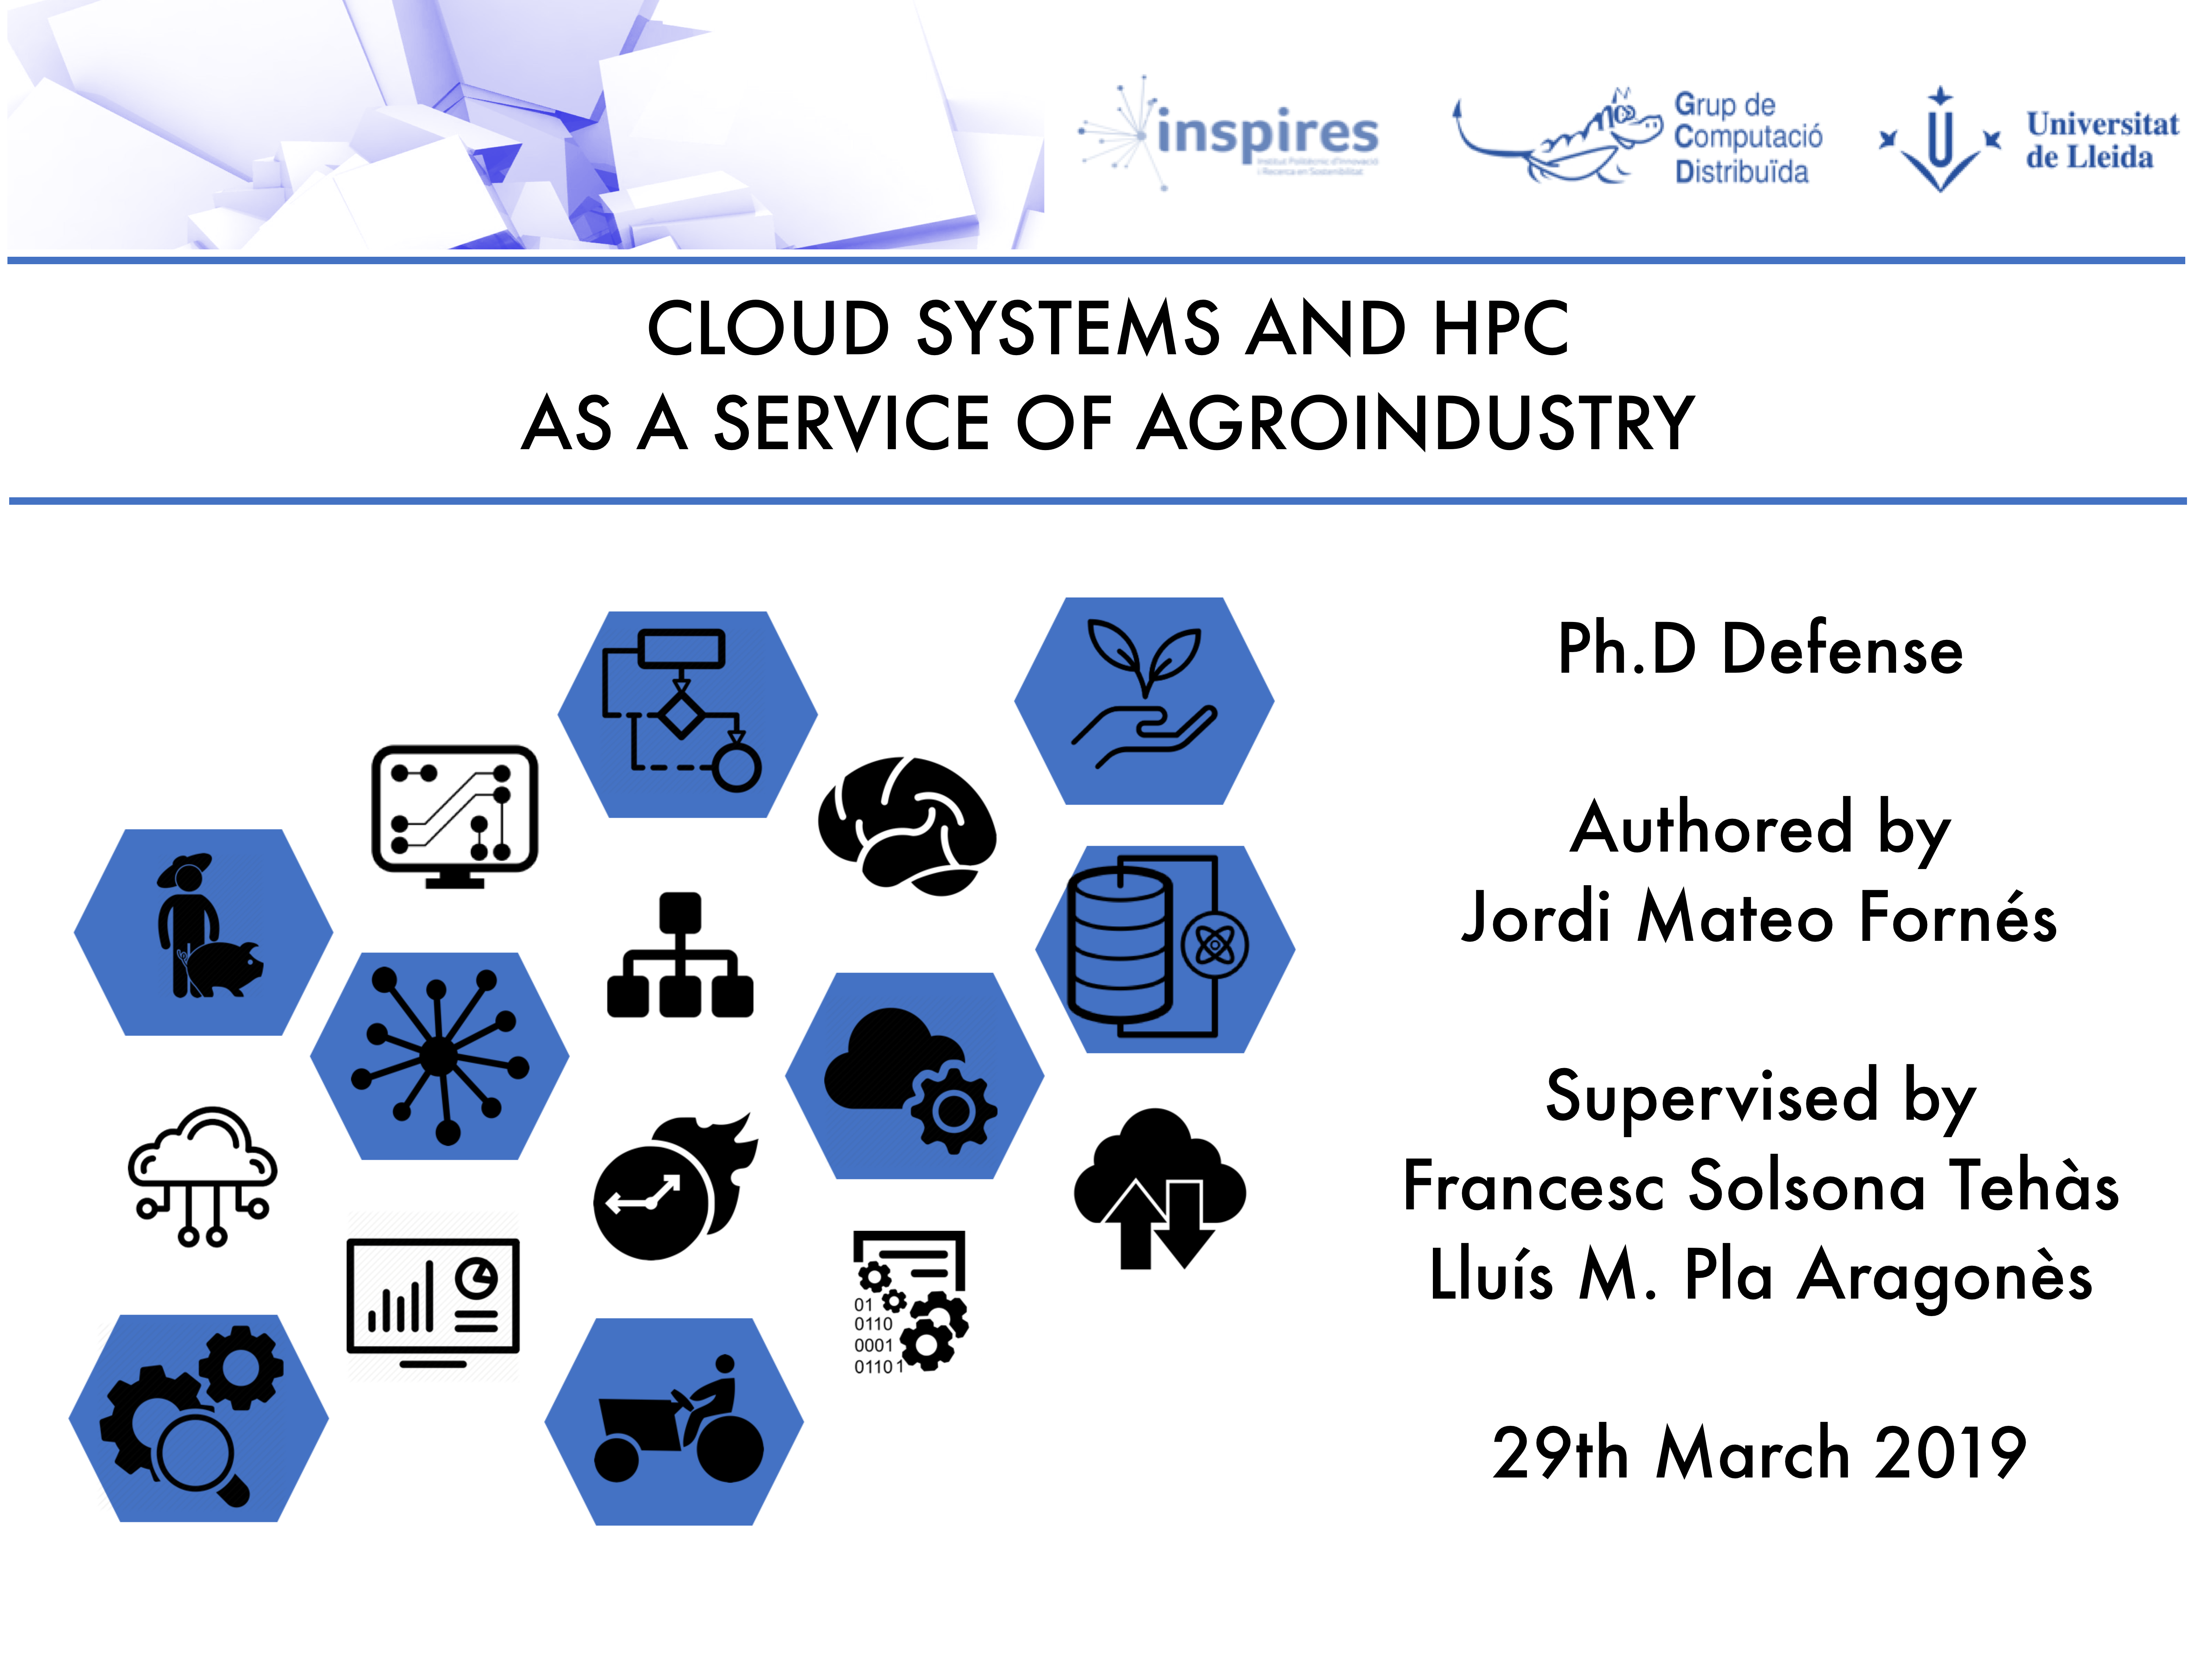 inspires
Institut Politècnic d'Innovació
i Recerca en Sostenibilitat
Grup de
Computació
Distribuïda
Universitat
de Lleida
CLOUD SYSTEMS AND HPC
AS A SERVICE OF AGROINDUSTRY
Ph.D Defense
Authored by
Jordi Mateo Fornés
Supervised by
Francesc Solsona Tehàs
Lluís M. Pla Aragonès
29th March 2019
01
0110
0001
01101